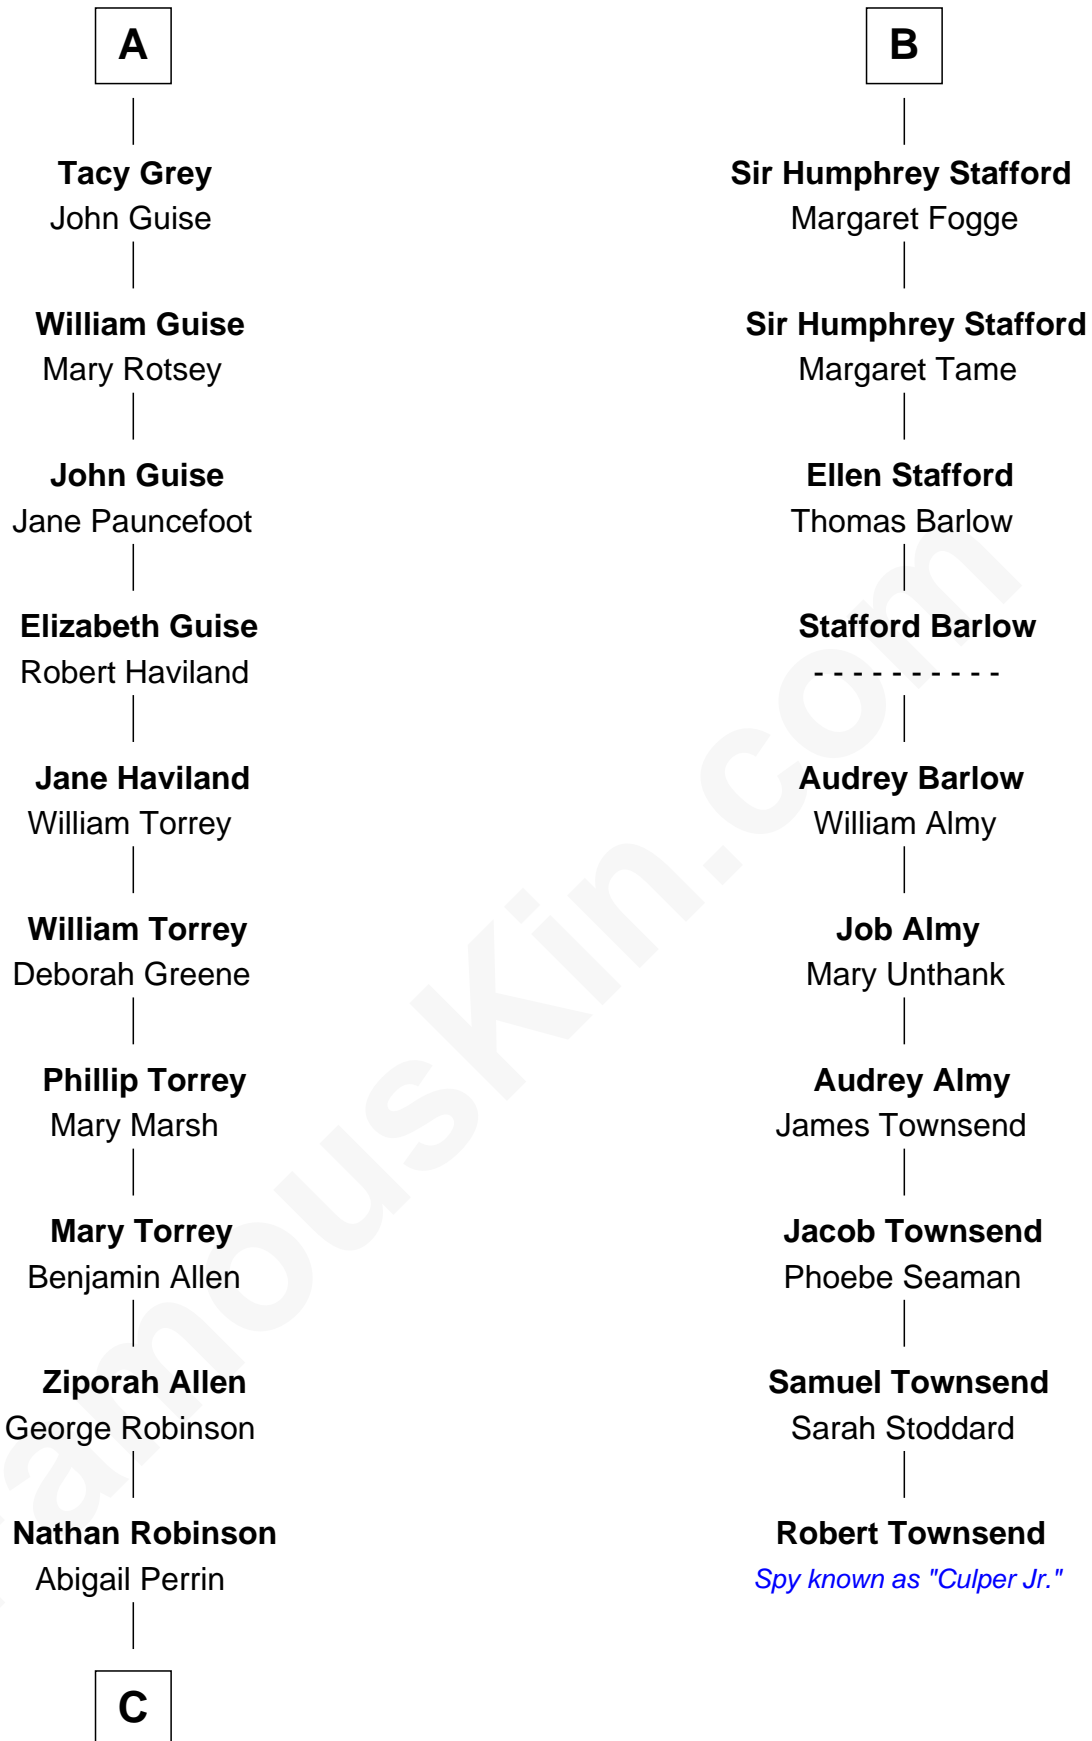 A
Tacy Grey
John Guise
William Guise
Mary Rotsey
John Guise
Jane Pauncefoot
Elizabeth Guise
Robert Haviland
Jane Haviland
William Torrey
William Torrey
Deborah Greene
Phillip Torrey
Mary Marsh
Mary Torrey
Benjamin Allen
Ziporah Allen
George Robinson
Nathan Robinson
Abigail Perrin
C
B
Sir Humphrey Stafford
Margaret Fogge
Sir Humphrey Stafford
Margaret Tame
Ellen Stafford
Thomas Barlow
Stafford Barlow
- - - - - - - - - -
Audrey Barlow
William Almy
Job Almy
Mary Unthank
Audrey Almy
James Townsend
Jacob Townsend
Phoebe Seaman
Samuel Townsend
Sarah Stoddard
Robert Townsend
Spy known as "Culper Jr."
FamousKin.com